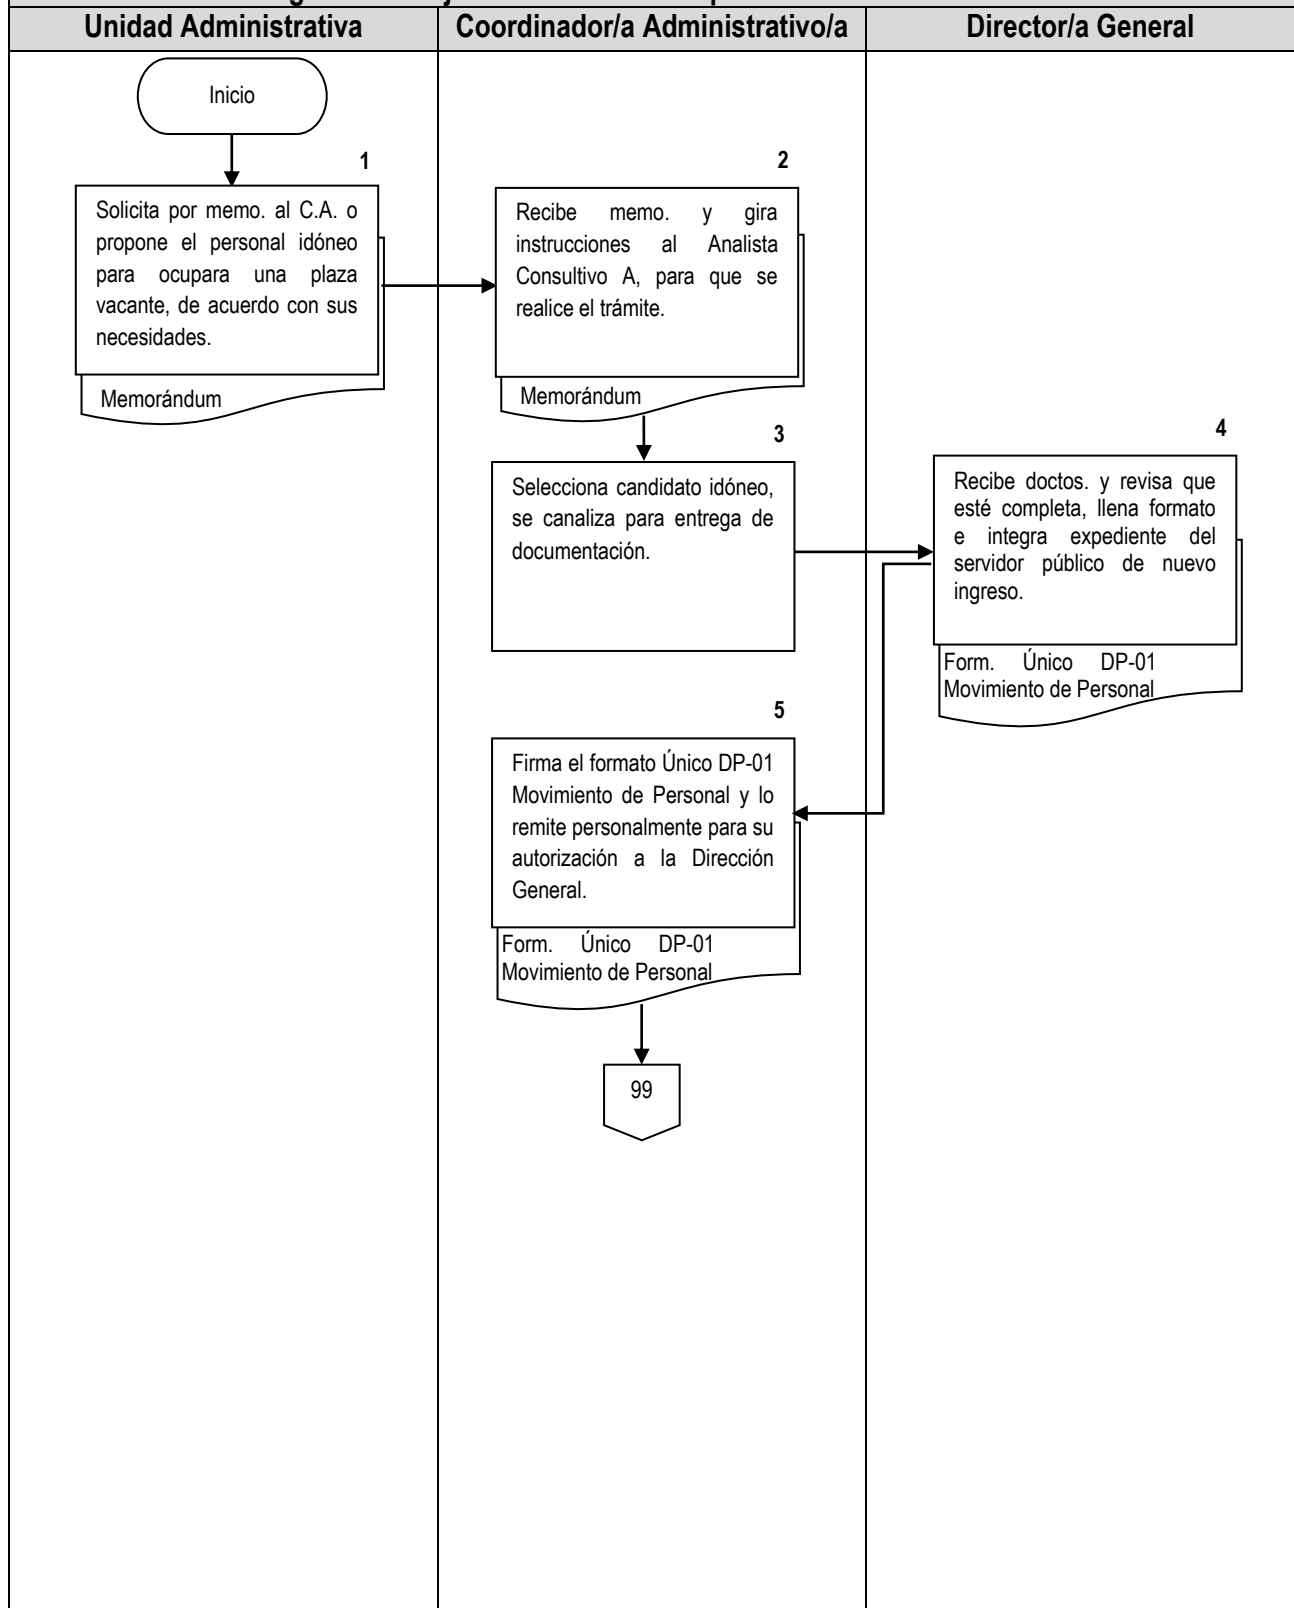 Unidad Administrativa
Coordinador/a Administrativo/a
Director/a General
Inicio
1
Solicita por memo. al C.A. o
propone el personal idóneo
para ocupara una plaza
vacante, de acuerdo con sus
necesidades.
Memorándum
2
Recibe memo. y gira
instrucciones al Analista
Consultivo A, para que se
realice el trámite.
Memorándum
3
Selecciona candidato idóneo,
se canaliza para entrega de
documentación.
4
Recibe doctos. y revisa que
esté completa, llena formato
e integra expediente del
servidor público de nuevo
ingreso.
Form. Único DP-01
Movimiento de Personal
5
Firma el formato Único DP-01
Movimiento de Personal y lo
remite personalmente para su
autorización a la Dirección
General.
Form. Único DP-01
Movimiento de Personal
99